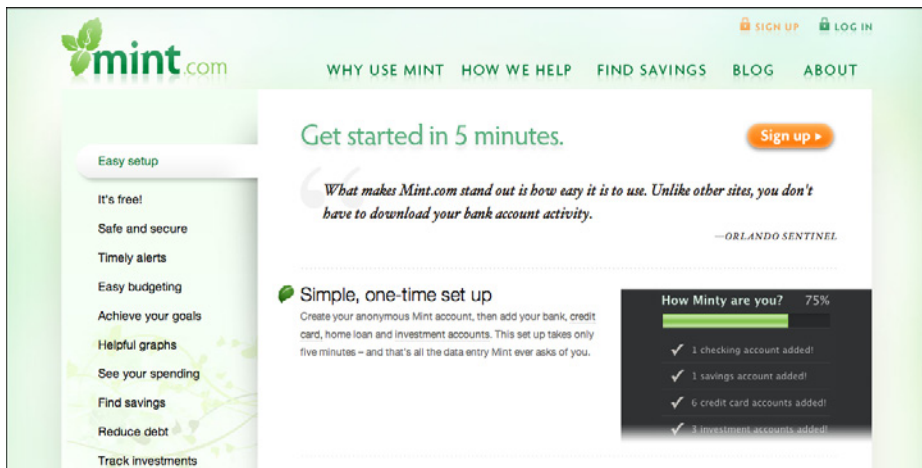 SIGN UP LOG IN
mint.com
WHY USE MINT HOW WE HELP FIND SAVINGS BLOG ABOUT
Get started in 5 minutes.
Sign up
Easy setup
It's free!
Safe and secure
Timely alerts
Easy budgeting
Achieve your goals
Helpful graphs
See your spending
Find savings
Reduce debt
Track investments
“
What makes Mint.com stand out is how easy it is to use. Unlike other sites, you don't
have to download your bank account activity.
—ORLANDO SENTINEL
Simple, one-time set up
Create your anonymous Mint account, then add your bank, credit
card, home loan and investment accounts. This set up takes only
five minutes – and that's all the data entry Mint ever asks of you.
How Minty are you? 75%
✓ 1 checking account added!
✓ 1 savings account added!
✓ 6 credit card accounts added!
✓ 3 investment accounts added!